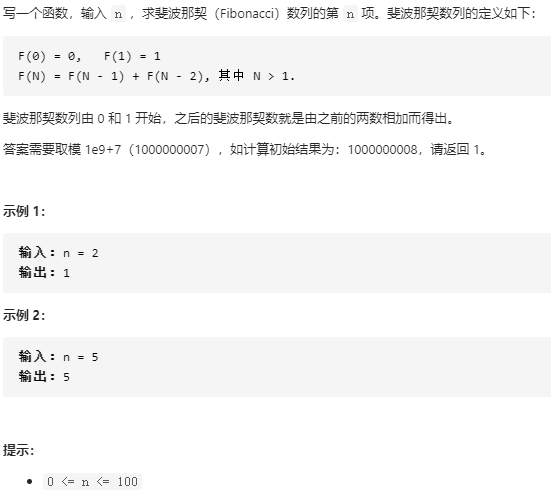 写一个函数，输入 n ，求斐波那契（Fibonacci）数列的第 n 项。斐波那契数列的定义如下：
F(0) = 0,   F(1) = 1
F(N) = F(N - 1) + F(N - 2), 其中 N > 1.
斐波那契数列由 0 和 1 开始，之后的斐波那契数就是由之前的两数相加而得出。
答案需要取模 1e9+7（1000000007），如计算初始结果为：1000000008，请返回 1。
示例 1：
输入：n = 2
输出：1
示例 2：
输入：n = 5
输出：5
提示：
• 0 <= n <= 100